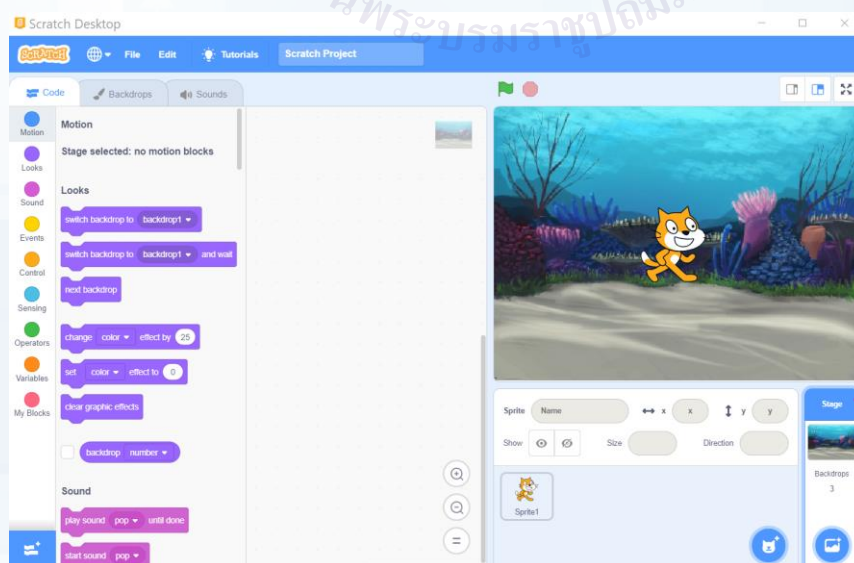 Scratch Desktop
SCRATCH File Edit Tutorials Scratch Project
Code Backdrops Sounds
Motion
Looks
Sound
Events
Control
Sensing
Operators
Variables
My Blocks
Motion
Stage selected: no motion blocks
Looks
switch backdrop to backdrop1
switch backdrop to backdrop1 and wait
next backdrop
change color effect by 25
set color effect to 0
clear graphic effects
backdrop number
Sound
play sound pop until done
start sound pop
Sprite Name x x y y
Show Size Direction
Sprite1
Stage
Backdrops
3